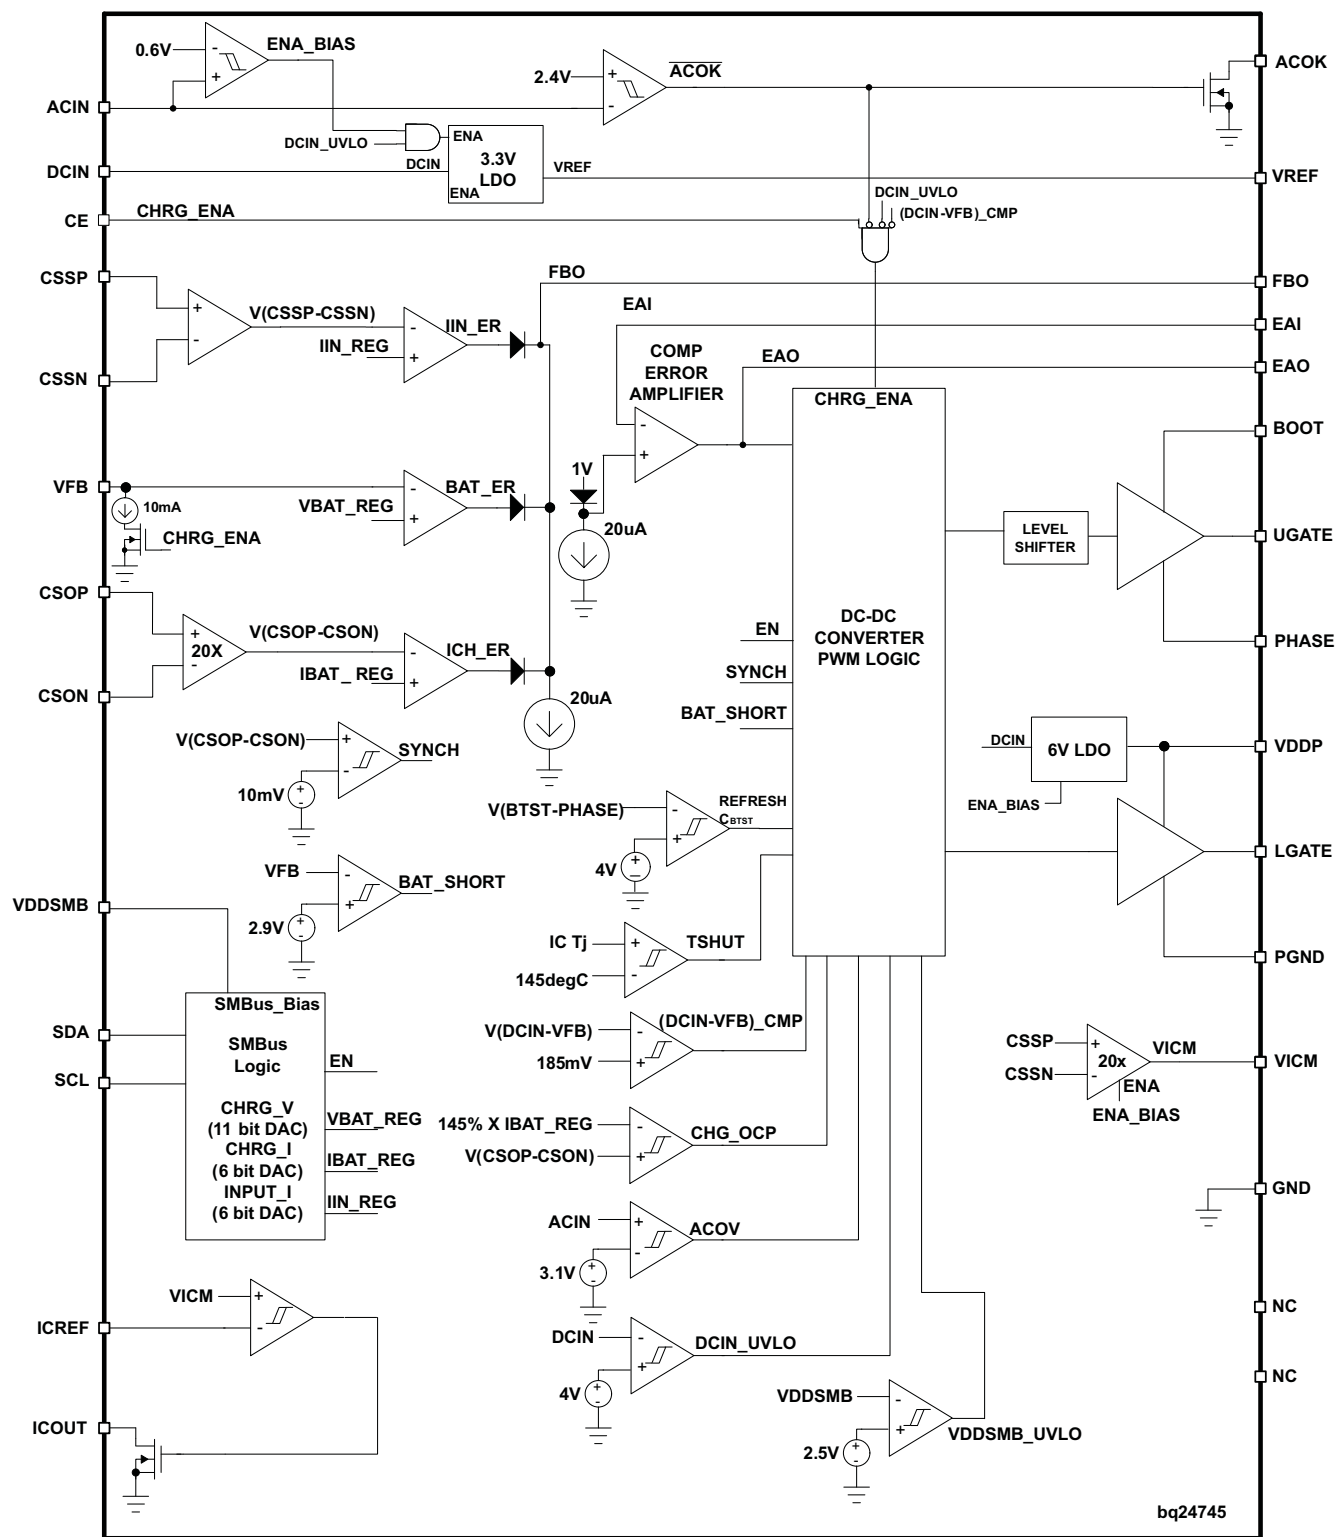 0.6V
-
+
ENA_BIAS
2.4V
+
-
ACOK
ACOK
ACIN
DCIN_UVLO
ENA
DCIN
DCIN
3.3V
LDO
ENA
VREF
VREF
CE
CHRG_ENA
DCIN_UVLO
(DCIN-VFB)_CMP
CSSP
+
-
V(CSSP-CSSN)
IIN_REG
-
+
IIN_ER
FBO
FBO
EAI
EAI
CSSN
COMP
ERROR
AMPLIFIER
-
+
EAO
EAO
CHRG_ENA
BOOT
VFB
10mA
CHRG_ENA
VBAT_REG
-
+
BAT_ER
1V
20uA
LEVEL
SHIFTER
UGATE
CSOP
+
20X
-
V(CSOP-CSON)
IBAT_ REG
-
+
ICH_ER
20uA
CSON
DC-DC
CONVERTER
PWM LOGIC
EN
SYNCH
BAT_SHORT
PHASE
V(CSOP-CSON)
+
-
SYNCH
10mV
+
-
DCIN
6V LDO
ENA_BIAS
VDDP
V(BTST-PHASE)
-
+
REFRESH
CBTST
4V
+
-
LGATE
VFB
-
+
BAT_SHORT
2.9V
+
-
VDDSMB
IC Tj
+
145degC
-
TSHUT
PGND
SMBus_Bias
SDA
SMBus
Logic
EN
SCL
CHRG_V
(11 bit DAC)
VBAT_REG
CHRG_I
(6 bit DAC)
IBAT_REG
INPUT_I
(6 bit DAC)
IIN_REG
V(DCIN-VFB)
-
185mV
+
(DCIN-VFB)_CMP
CSSP
+
CSSN
-
20x
VICM
VICM
ENA
ENA_BIAS
145% X IBAT_REG
-
V(CSOP-CSON)
+
CHG_OCP
GND
ACIN
+
-
ACOV
3.1V
+
-
NC
VICM
+
ICREF
-
DCIN
-
+
DCIN_UVLO
4V
+
-
NC
ICOUT
VDDSMB
-
+
VDDSMB_UVLO
2.5V
+
-
bq24745